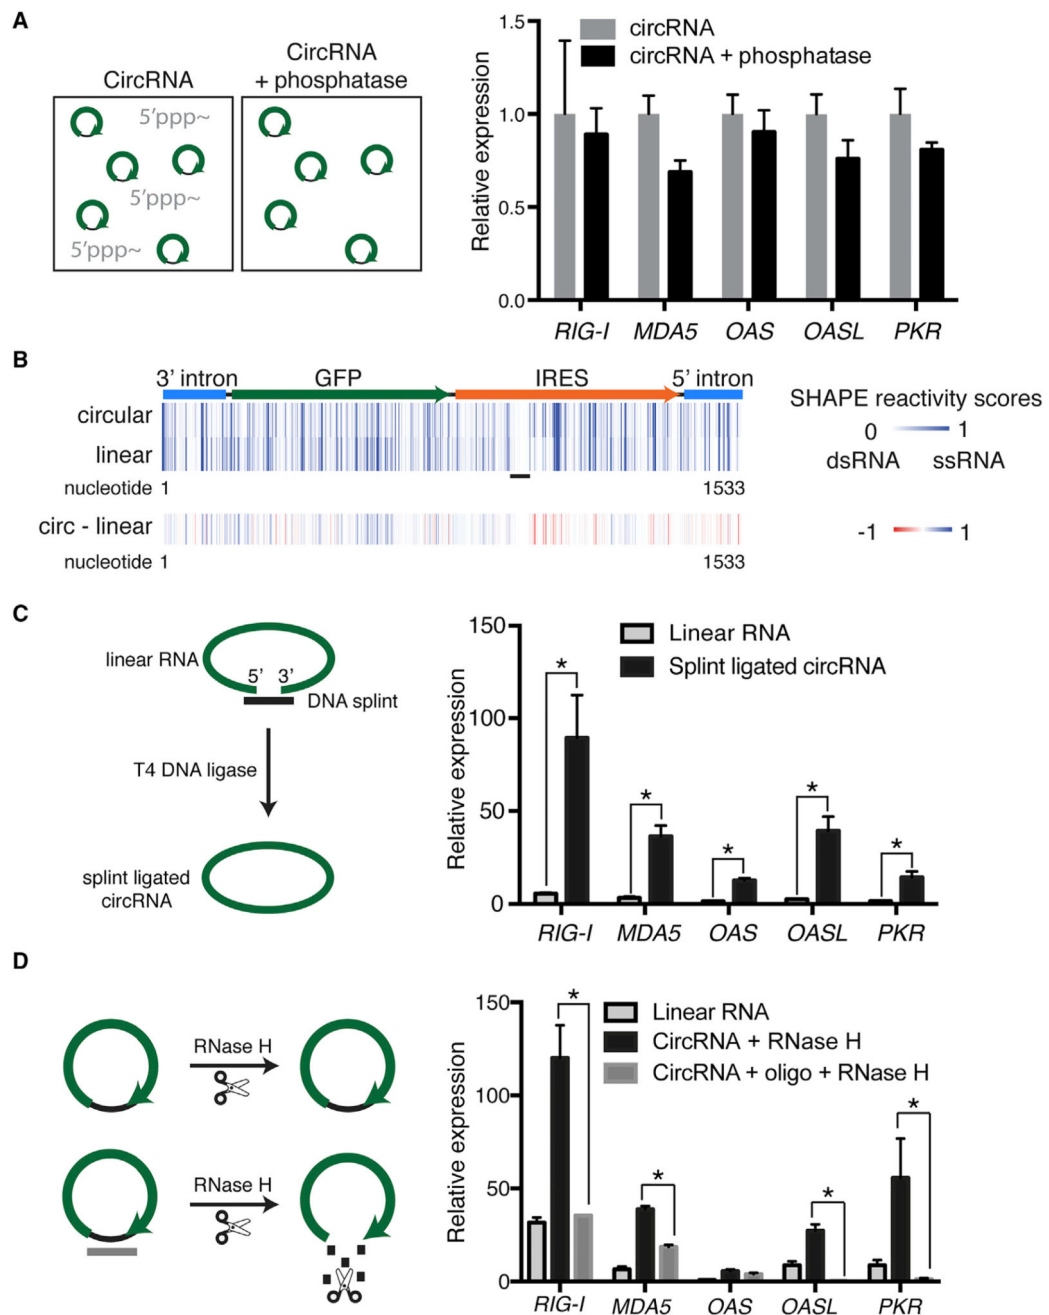 A
CircRNA
CircRNA
+ phosphatase
5'ppp~
5'ppp~
5'ppp~
circRNA
circRNA + phosphatase
Relative expression
1.5
1.0
0.5
0.0
RIG-I MDA5 OAS OASL PKR
B
3' intron GFP IRES 5' intron
circular
linear
nucleotide 1 1533
circ - linear
nucleotide 1 1533
SHAPE reactivity scores
0 1
dsRNA ssRNA
-1 1
C
linear RNA
5' 3'
DNA splint
T4 DNA ligase
splint ligated
circRNA
Linear RNA
Splint ligated circRNA
Relative expression
150
100
50
0
* * * * *
RIG-I MDA5 OAS OASL PKR
D
RNase H
RNase H
Linear RNA
CircRNA + RNase H
CircRNA + oligo + RNase H
Relative expression
150
100
50
0
* * * *
RIG-I MDA5 OAS OASL PKR